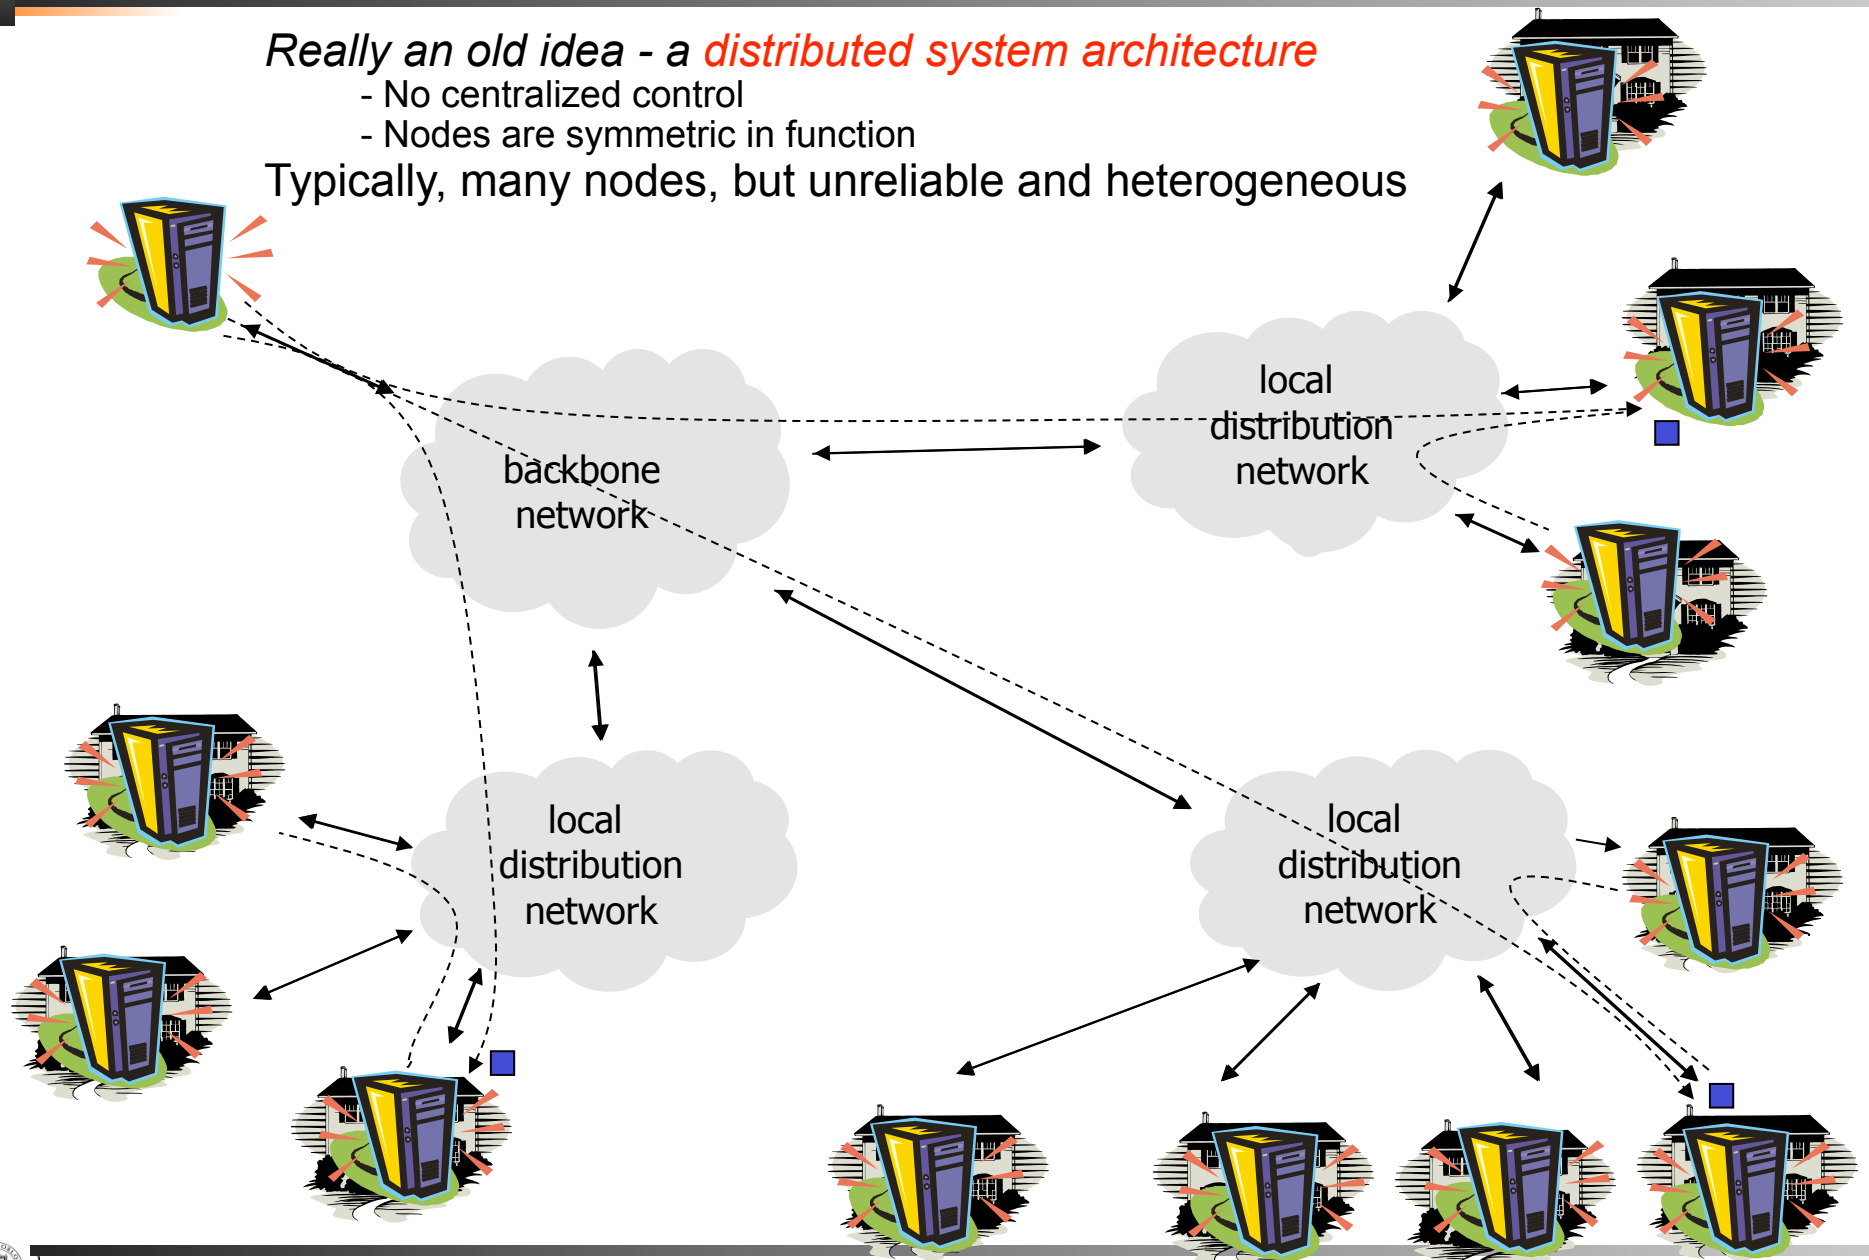 Really an old idea - a distributed system architecture
- No centralized control
- Nodes are symmetric in function
Typically, many nodes, but unreliable and heterogeneous
local
distribution
network
backbone
network
local
distribution
network
local
distribution
network